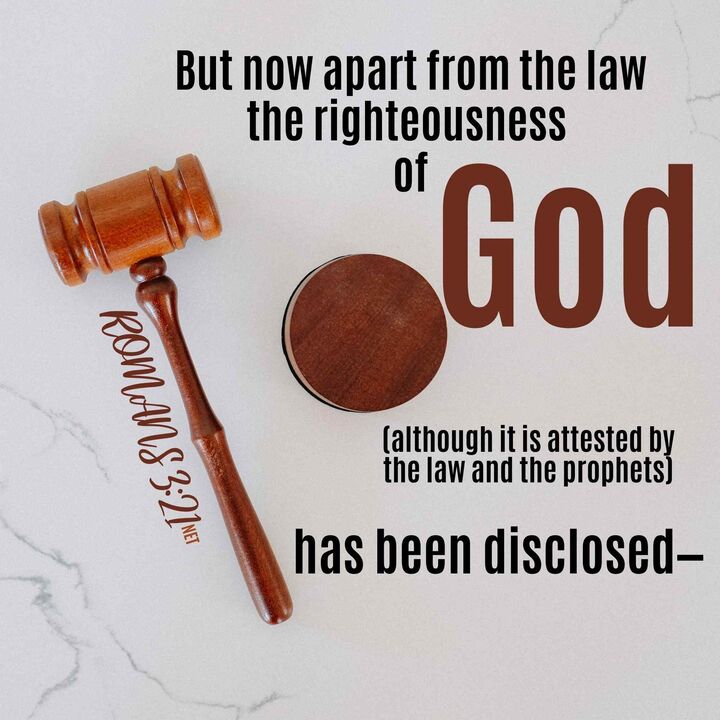 But now apart from the law
the righteousness
of God
(although it is attested by
the law and the prophets)
has been disclosed–
ROMANS 3:21 NET